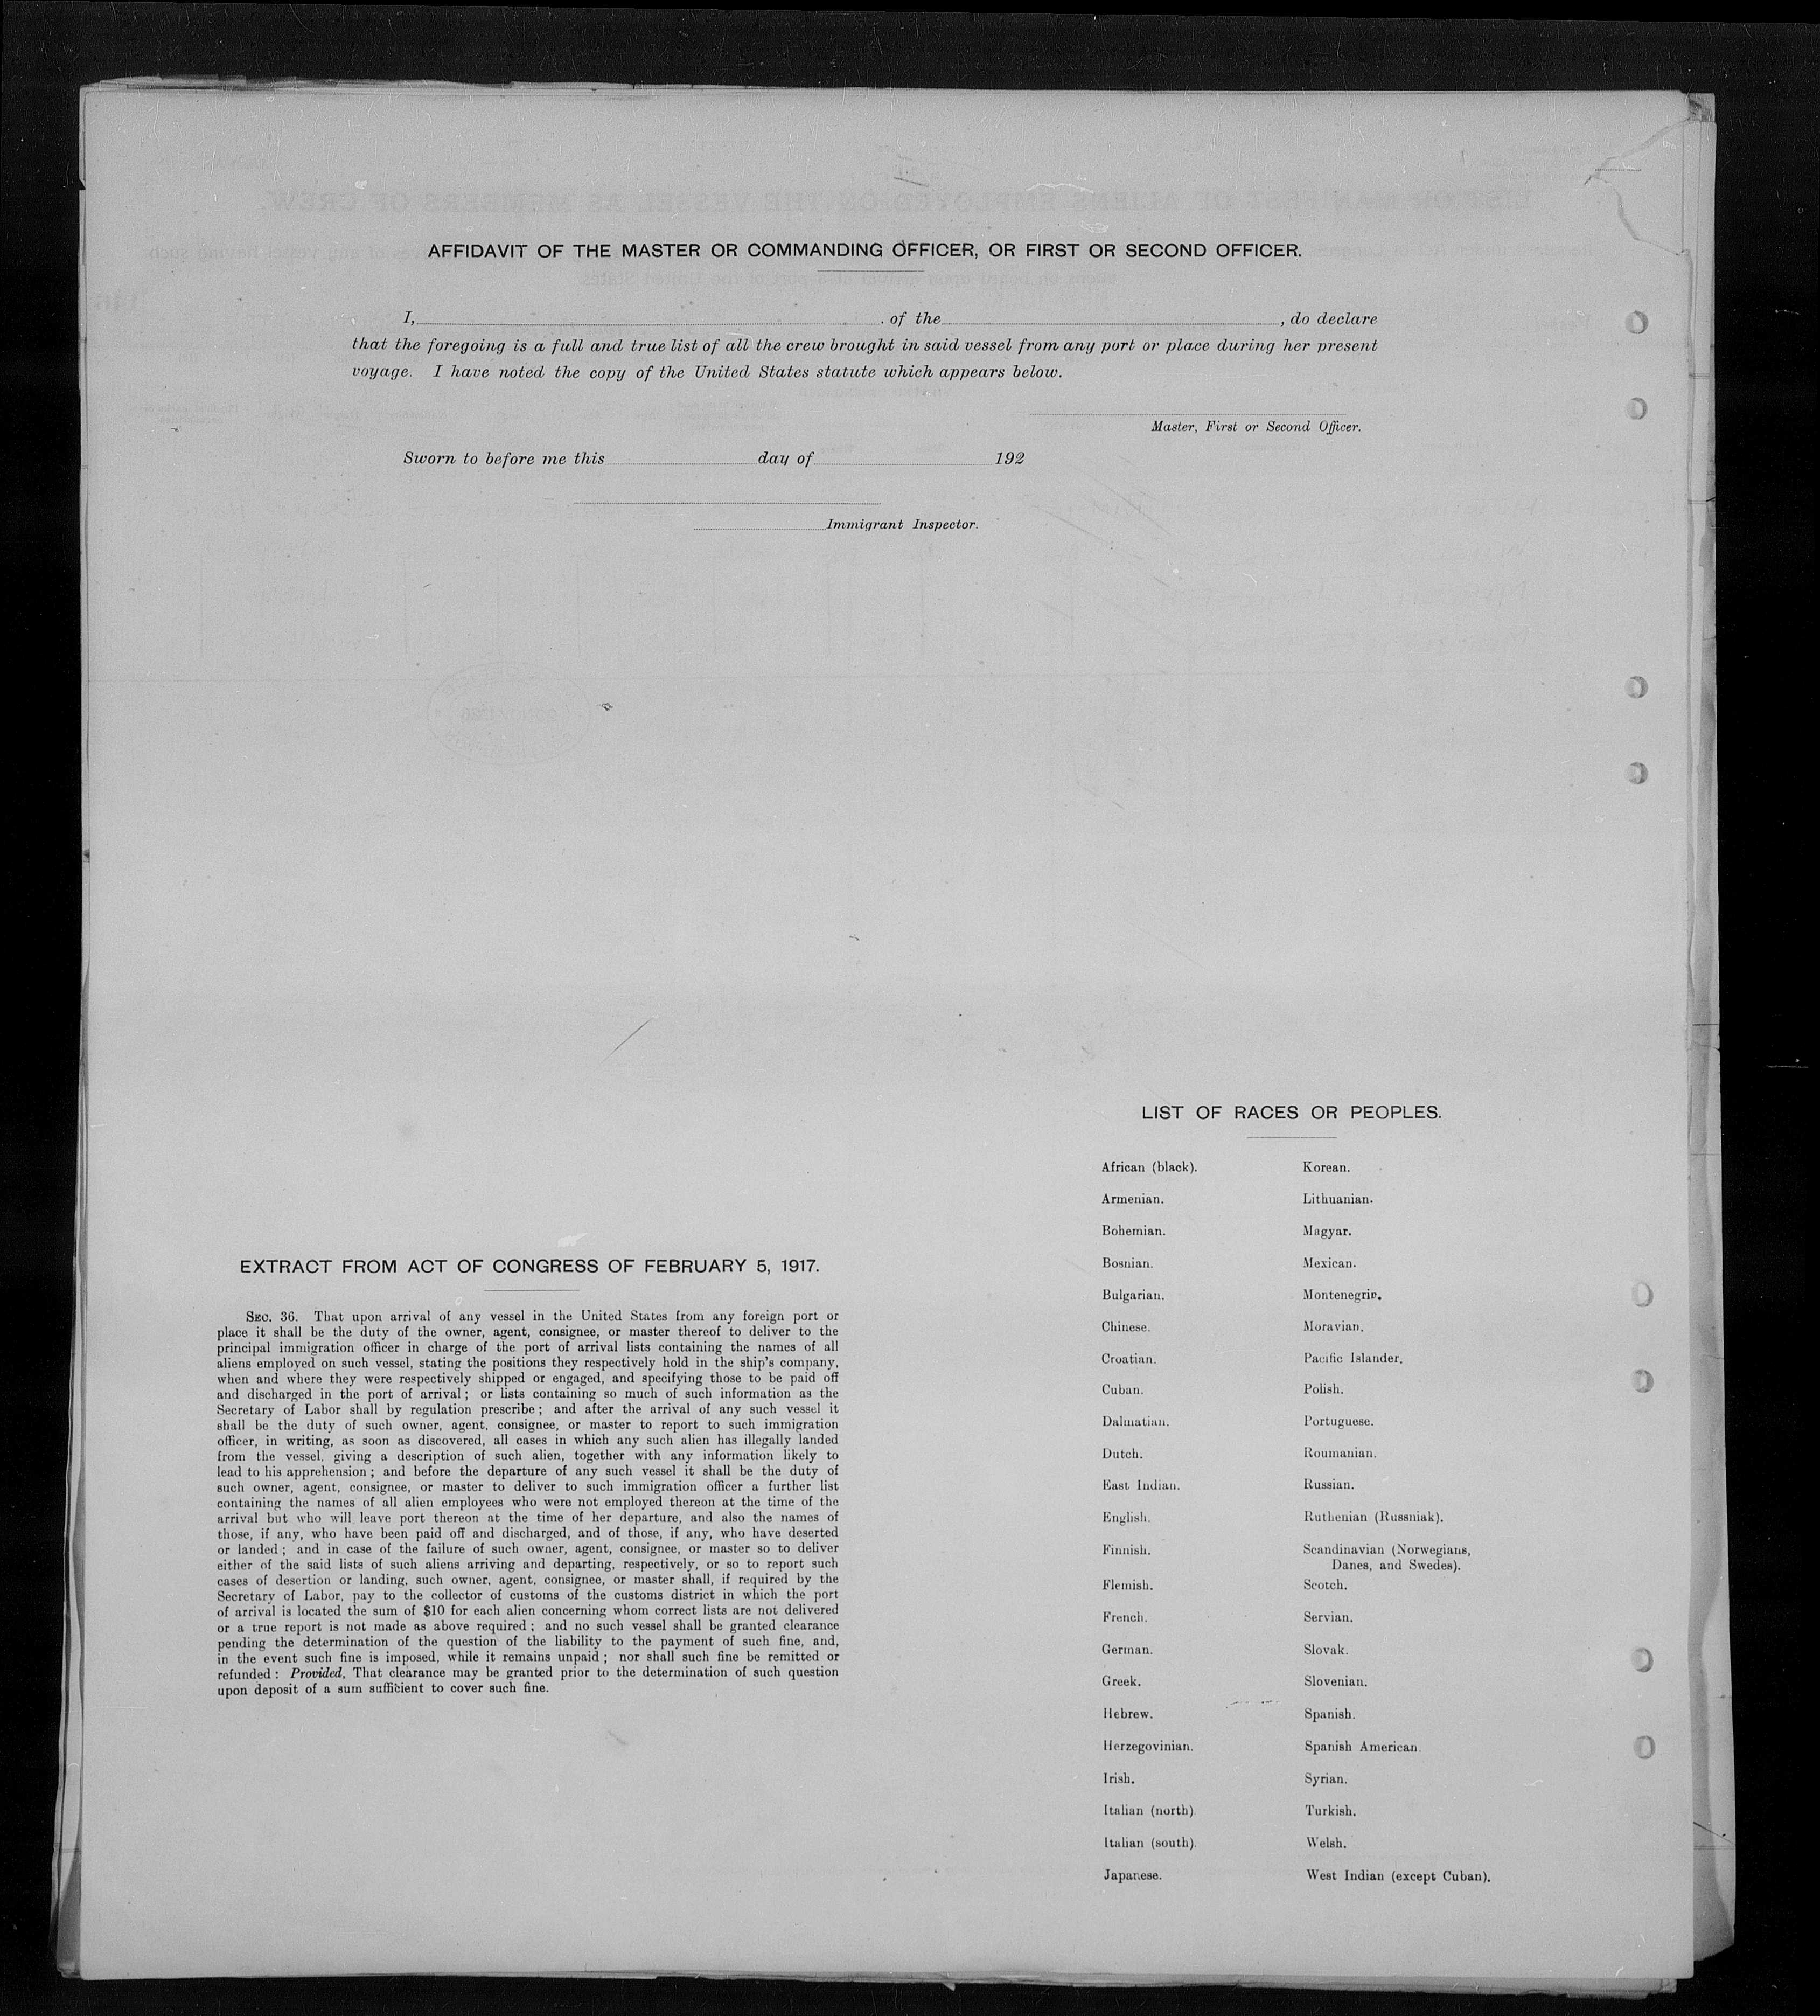 AFFIDAVIT OF THE MASTER OR COMMANDING OFFICER, OR FIRST OR SECOND OFFICER.
I, of the , do declare
that the foregoing is a full and true list of all the crew brought in said vessel from any port or place during her present
voyage. I have noted the copy of the United States statute which appears below.
Master, First or Second Officer.
Sworn to before me this day of 192
Immigrant Inspector.
EXTRACT FROM ACT OF CONGRESS OF FEBRUARY 5, 1917.
SEC. 36. That upon arrival of any vessel in the United States from any foreign port or
place it shall be the duty of the owner, agent, consignee, or master thereof to deliver to the
principal immigration officer in charge of the port of arrival lists containing the names of all
aliens employed on such vessel, stating the positions they respectively hold in the ship's company,
when and where they were respectively shipped or engaged, and specifying those to be paid off
and discharged in the port of arrival; or lists containing so much of such information as the
Secretary of Labor shall by regulation prescribe; and after the arrival of any such vessel it
shall be the duty of such owner, agent, consignee, or master to report to such immigration
officer, in writing, as soon as discovered, all cases in which any such alien has illegally landed
from the vessel, giving a description of such alien, together with any information likely to
lead to his apprehension; and before the departure of any such vessel it shall be the duty of
such owner, agent, consignee, or master to deliver to such immigration officer a further list
containing the names of all alien employees who were not employed thereon at the time of the
arrival but who will leave port thereon at the time of her departure, and also the names of
those, if any, who have been paid off and discharged, and of those, if any, who have deserted
or landed; and in case of the failure of such owner, agent, consignee, or master so to deliver
either of the said lists of such aliens arriving and departing, respectively, or so to report such
cases of desertion or landing, such owner, agent, consignee, or master shall, if required by the
Secretary of Labor, pay to the collector of customs of the customs district in which the port
of arrival is located the sum of $10 for each alien concerning whom correct lists are not delivered
or a true report is not made as above required; and no such vessel shall be granted clearance
pending the determination of the question of the liability to the payment of such fine, and,
in the event such fine is imposed, while it remains unpaid; nor shall such fine be remitted or
refunded: Provided, That clearance may be granted prior to the determination of such question
upon deposit of a sum sufficient to cover such fine.
LIST OF RACES OR PEOPLES.
African (black).
Armenian.
Bohemian.
Bosnian.
Bulgarian.
Chinese.
Croatian.
Cuban.
Dalmatian.
Dutch.
East Indian.
English.
Finnish.
Flemish.
French.
German.
Greek.
Hebrew.
Herzegovinian.
Irish.
Italian (north).
Italian (south).
Japanese.
Korean.
Lithuanian.
Magyar.
Mexican.
Montenegrin.
Moravian.
Pacific Islander.
Polish.
Portuguese.
Roumanian.
Russian.
Ruthenian (Russniak).
Scandinavian (Norwegians,
Danes, and Swedes).
Scotch.
Servian.
Slovak.
Slovenian.
Spanish.
Spanish American.
Syrian.
Turkish.
Welsh.
West Indian (except Cuban).